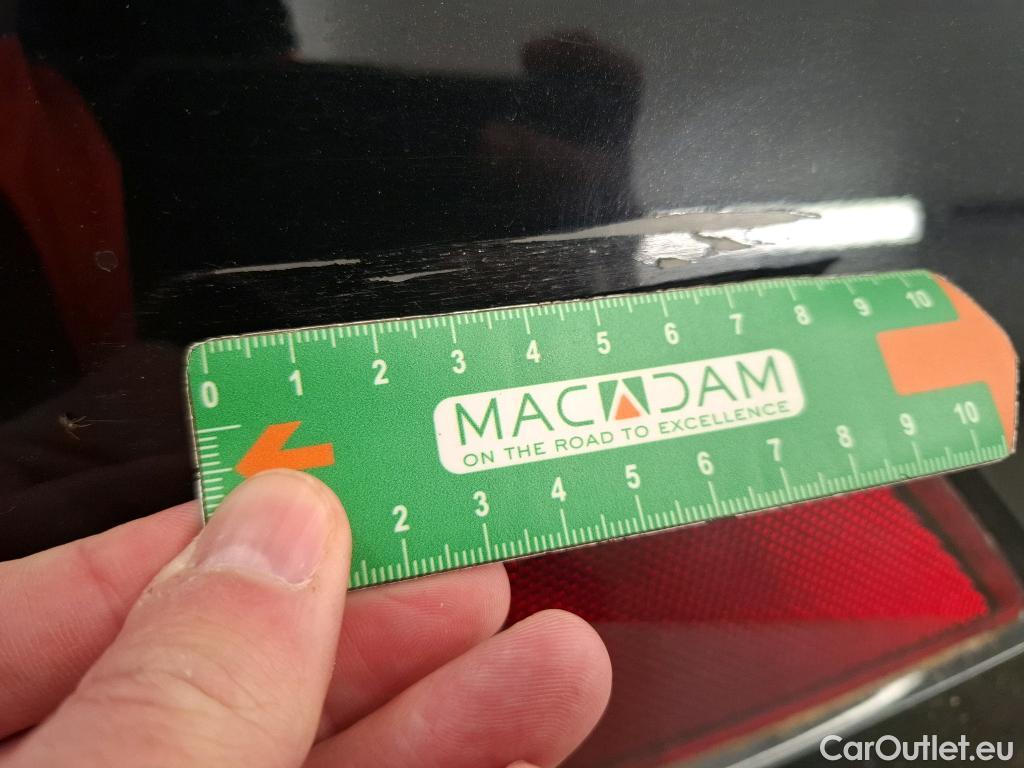 0 1 2 3 4 5 6 7 8 9 10
MACADAM
ON THE ROAD TO EXCELLENCE
2 3 4 5 6 7 8 9 10
CarOutlet.eu